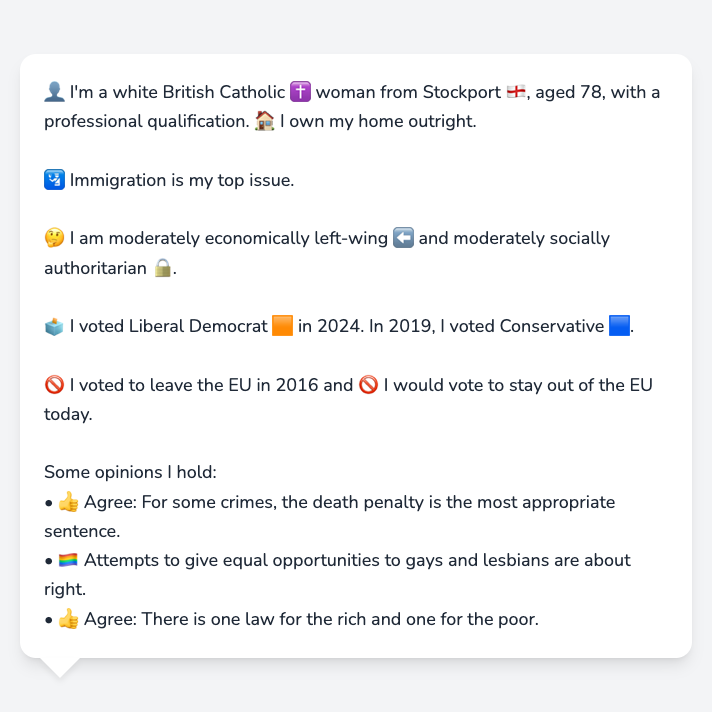 👤 I'm a white British Catholic ✝️ woman from Stockport 🏴󠁧󠁢󠁥󠁮󠁧󠁿, aged 78, with a
professional qualification. 🏠 I own my home outright.
🛂 Immigration is my top issue.
🤔 I am moderately economically left-wing ⬅️ and moderately socially
authoritarian 🔒.
🗳️ I voted Liberal Democrat 🟧 in 2024. In 2019, I voted Conservative 🟦.
🚫 I voted to leave the EU in 2016 and 🚫 I would vote to stay out of the EU
today.
Some opinions I hold:
• 👍 Agree: For some crimes, the death penalty is the most appropriate
sentence.
• 🏳️‍🌈 Attempts to give equal opportunities to gays and lesbians are about
right.
• 👍 Agree: There is one law for the rich and one for the poor.